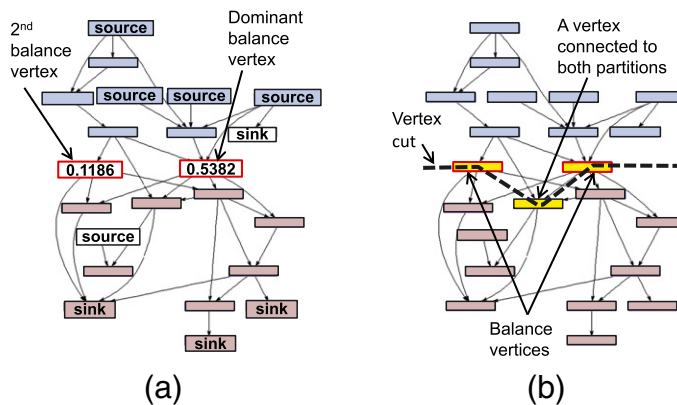 2nd
balance
vertex
Dominant
balance
vertex
source
source
source
source
sink
0.1186
0.5382
source
sink
sink
sink
(a)
A vertex
connected to
both partitions
Vertex
cut
Balance
vertices
(b)